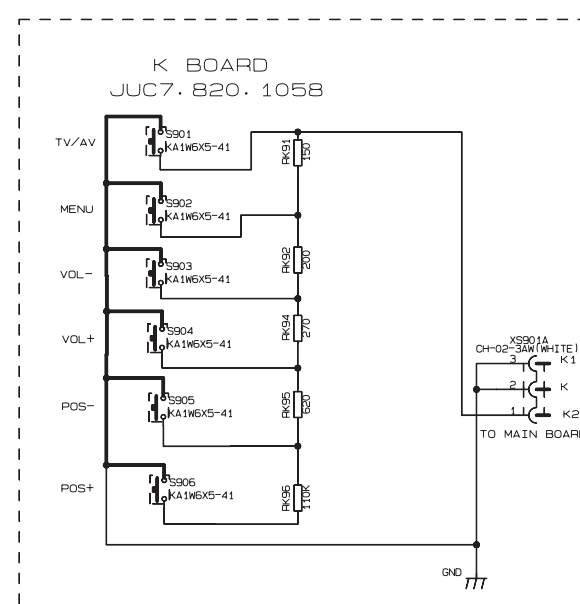 K BOARD
JUC7.820.1058
TV/AV
S901
KA1W6X5-41
RK91
150
MENU
S902
KA1W6X5-41
RK92
200
VOL-
S903
KA1W6X5-41
RK94
270
VOL+
S904
KA1W6X5-41
XS901A
CH-02-3AW(WHITE)
3
K1
2
K
1
K2
TO MAIN BOARD
POS-
S905
KA1W6X5-41
RK95
620
POS+
S906
KA1W6X5-41
RK96
110K
GND